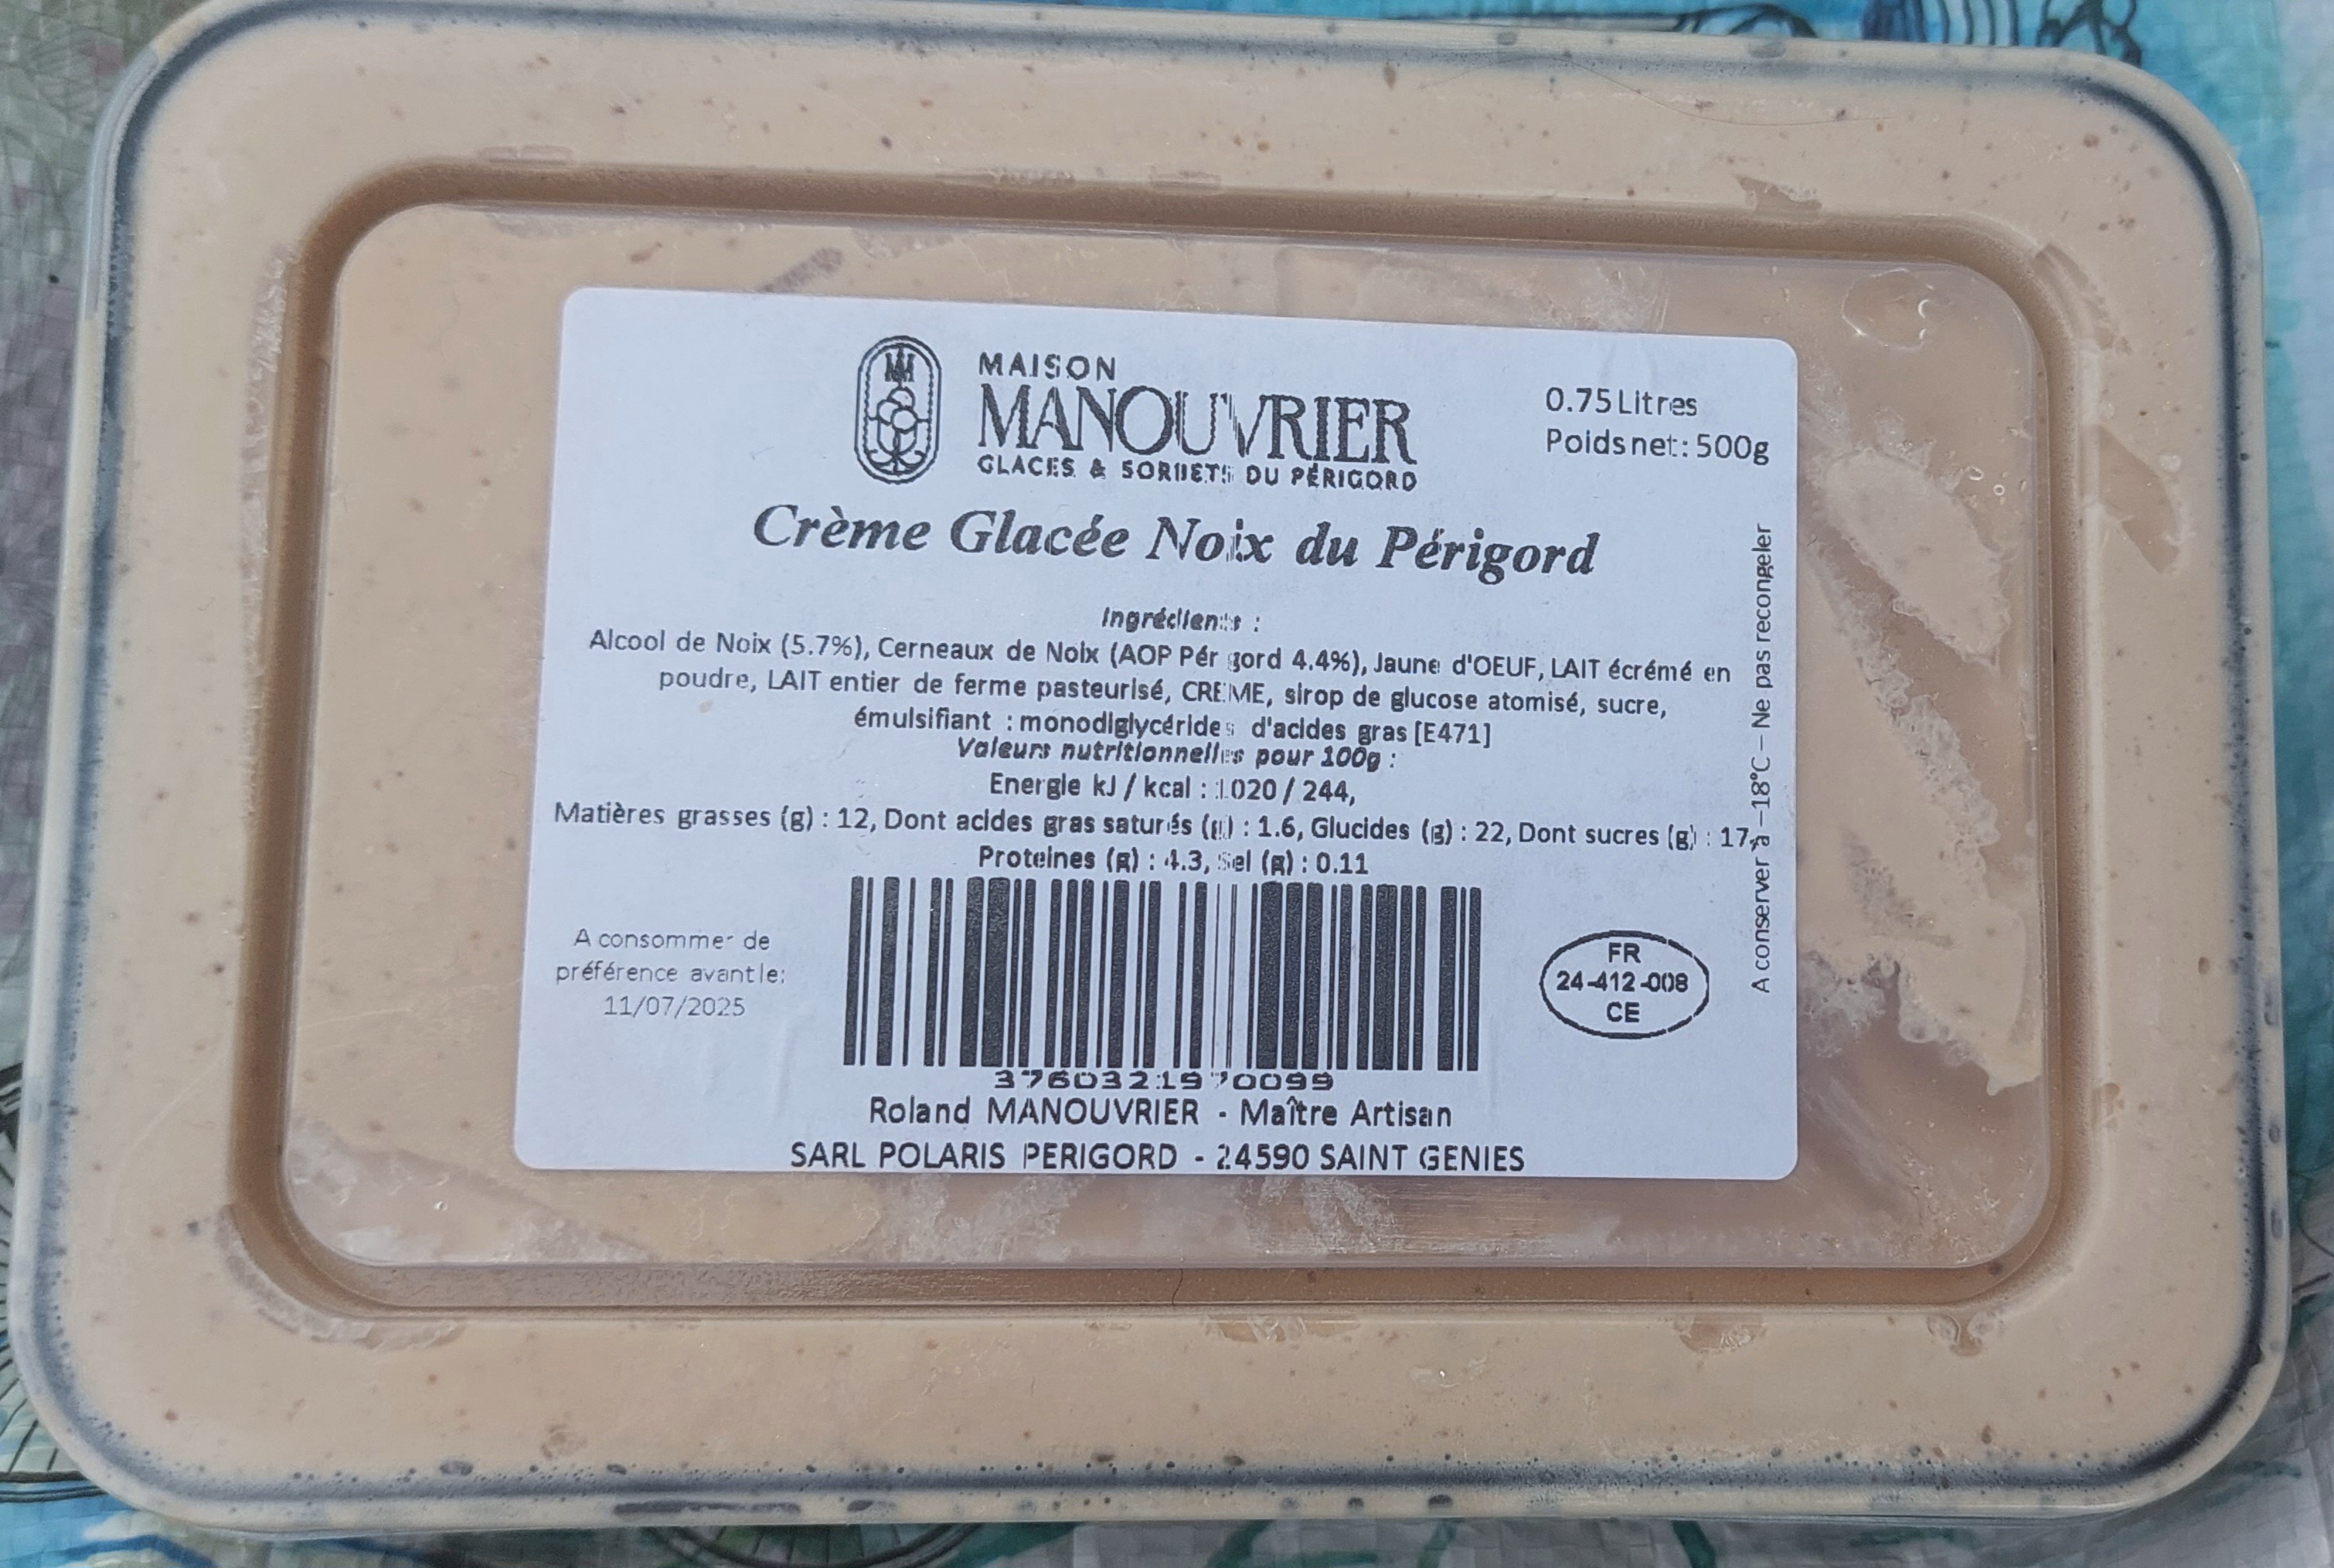 MAISON
MANOUVRIER
GLACES & SORBETS DU PÉRIGORD
0.75 Litres
Poids net : 500g
Crème Glacée Noix du Périgord
Ingrédients :
Alcool de Noix (5.7%), Cerneaux de Noix (AOP Périgord 4.4%), Jaune d'OEUF, LAIT écrémé en
poudre, LAIT entier de ferme pasteurisé, CREME, sirop de glucose atomisé, sucre,
émulsifiant : monodiglycérides d'acides gras [E471]
Valeurs nutritionnelles pour 100g :
Energie kJ / kcal : 1020 / 244,
Matières grasses (g) : 12, Dont acides gras saturés (g) : 1.6, Glucides (g) : 22, Dont sucres (g) : 17,
Proteines (g) : 4.3, Sel (g) : 0.11
A conserver à -18°C – Ne pas recongeler
A consommer de
préférence avant le:
11/07/2025
3760321970099
FR
24-412-008
CE
Roland MANOUVRIER - Maître Artisan
SARL POLARIS PERIGORD - 24590 SAINT GENIES